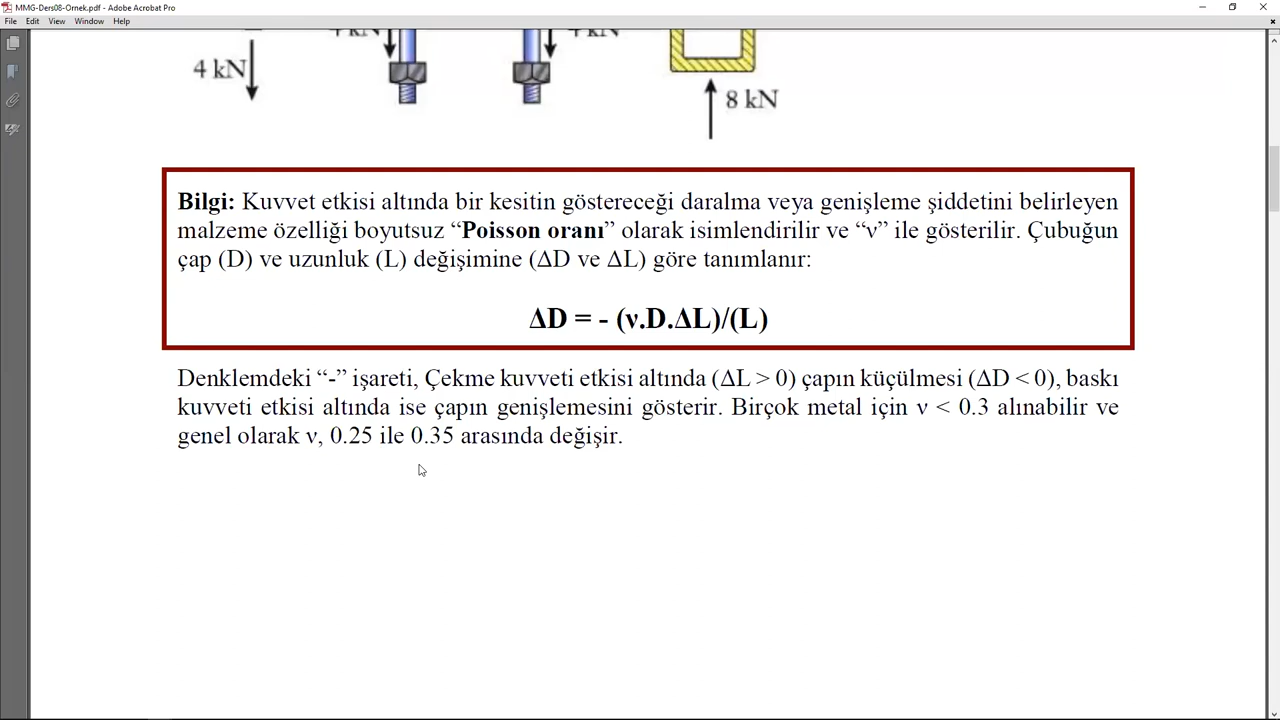 MMG-Ders08-Ornek.pdf - Adobe Acrobat Pro
File Edit View Window Help
4 kN
8 kN
Bilgi: Kuvvet etkisi altında bir kesitin göstereceği daralma veya genişleme şiddetini belirleyen
malzeme özelliği boyutsuz “Poisson oranı” olarak isimlendirilir ve “ν” ile gösterilir. Çubuğun
çap (D) ve uzunluk (L) değişimine (ΔD ve ΔL) göre tanımlanır:
ΔD = - (ν.D.ΔL)/(L)
Denklemdeki “-” işareti, Çekme kuvveti etkisi altında (ΔL > 0) çapın küçülmesi (ΔD < 0), baskı
kuvveti etkisi altında ise çapın genişlemesini gösterir. Birçok metal için ν < 0.3 alınabilir ve
genel olarak ν, 0.25 ile 0.35 arasında değişir.